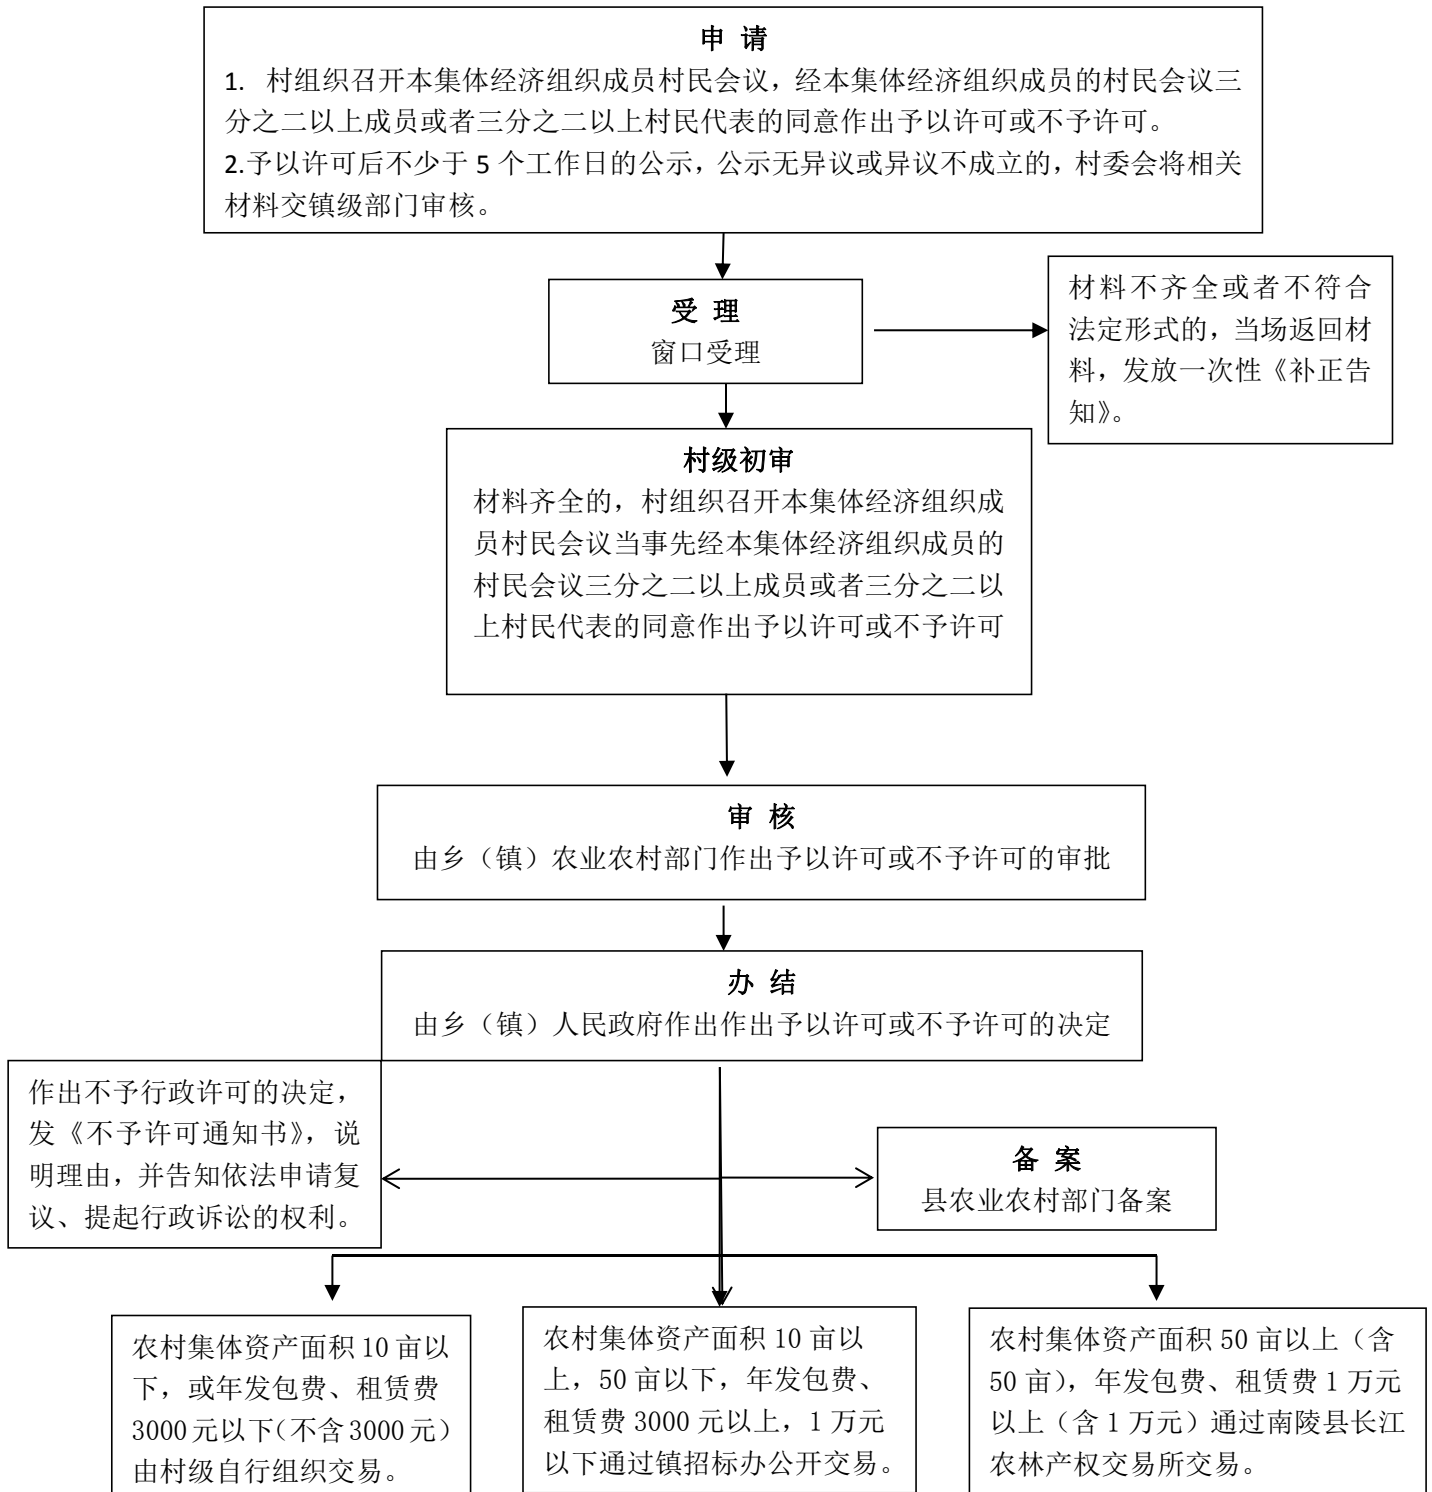 申 请
1. 村组织召开本集体经济组织成员村民会议，经本集体经济组织成员的村民会议三
分之二以上成员或者三分之二以上村民代表的同意作出予以许可或不予许可。
2.予以许可后不少于 5 个工作日的公示，公示无异议或异议不成立的，村委会将相关
材料交镇级部门审核。
受 理
窗口受理
材料不齐全或者不符合
法定形式的，当场返回材
料，发放一次性《补正告
知》。
村级初审
材料齐全的，村组织召开本集体经济组织成
员村民会议当事先经本集体经济组织成员的
村民会议三分之二以上成员或者三分之二以
上村民代表的同意作出予以许可或不予许可
审 核
由乡（镇）农业农村部门作出予以许可或不予许可的审批
办 结
由乡（镇）人民政府作出作出予以许可或不予许可的决定
作出不予行政许可的决定，
发《不予许可通知书》，说
明理由，并告知依法申请复
议、提起行政诉讼的权利。
备 案
县农业农村部门备案
农村集体资产面积 10 亩以
下，或年发包费、租赁费
3000 元以下（不含 3000 元）
由村级自行组织交易。
农村集体资产面积 10 亩以
上，50 亩以下，年发包费、
租赁费 3000 元以上，1 万元
以下通过镇招标办公开交易。
农村集体资产面积 50 亩以上（含
50 亩），年发包费、租赁费 1 万元
以上（含 1 万元）通过南陵县长江
农林产权交易所交易。